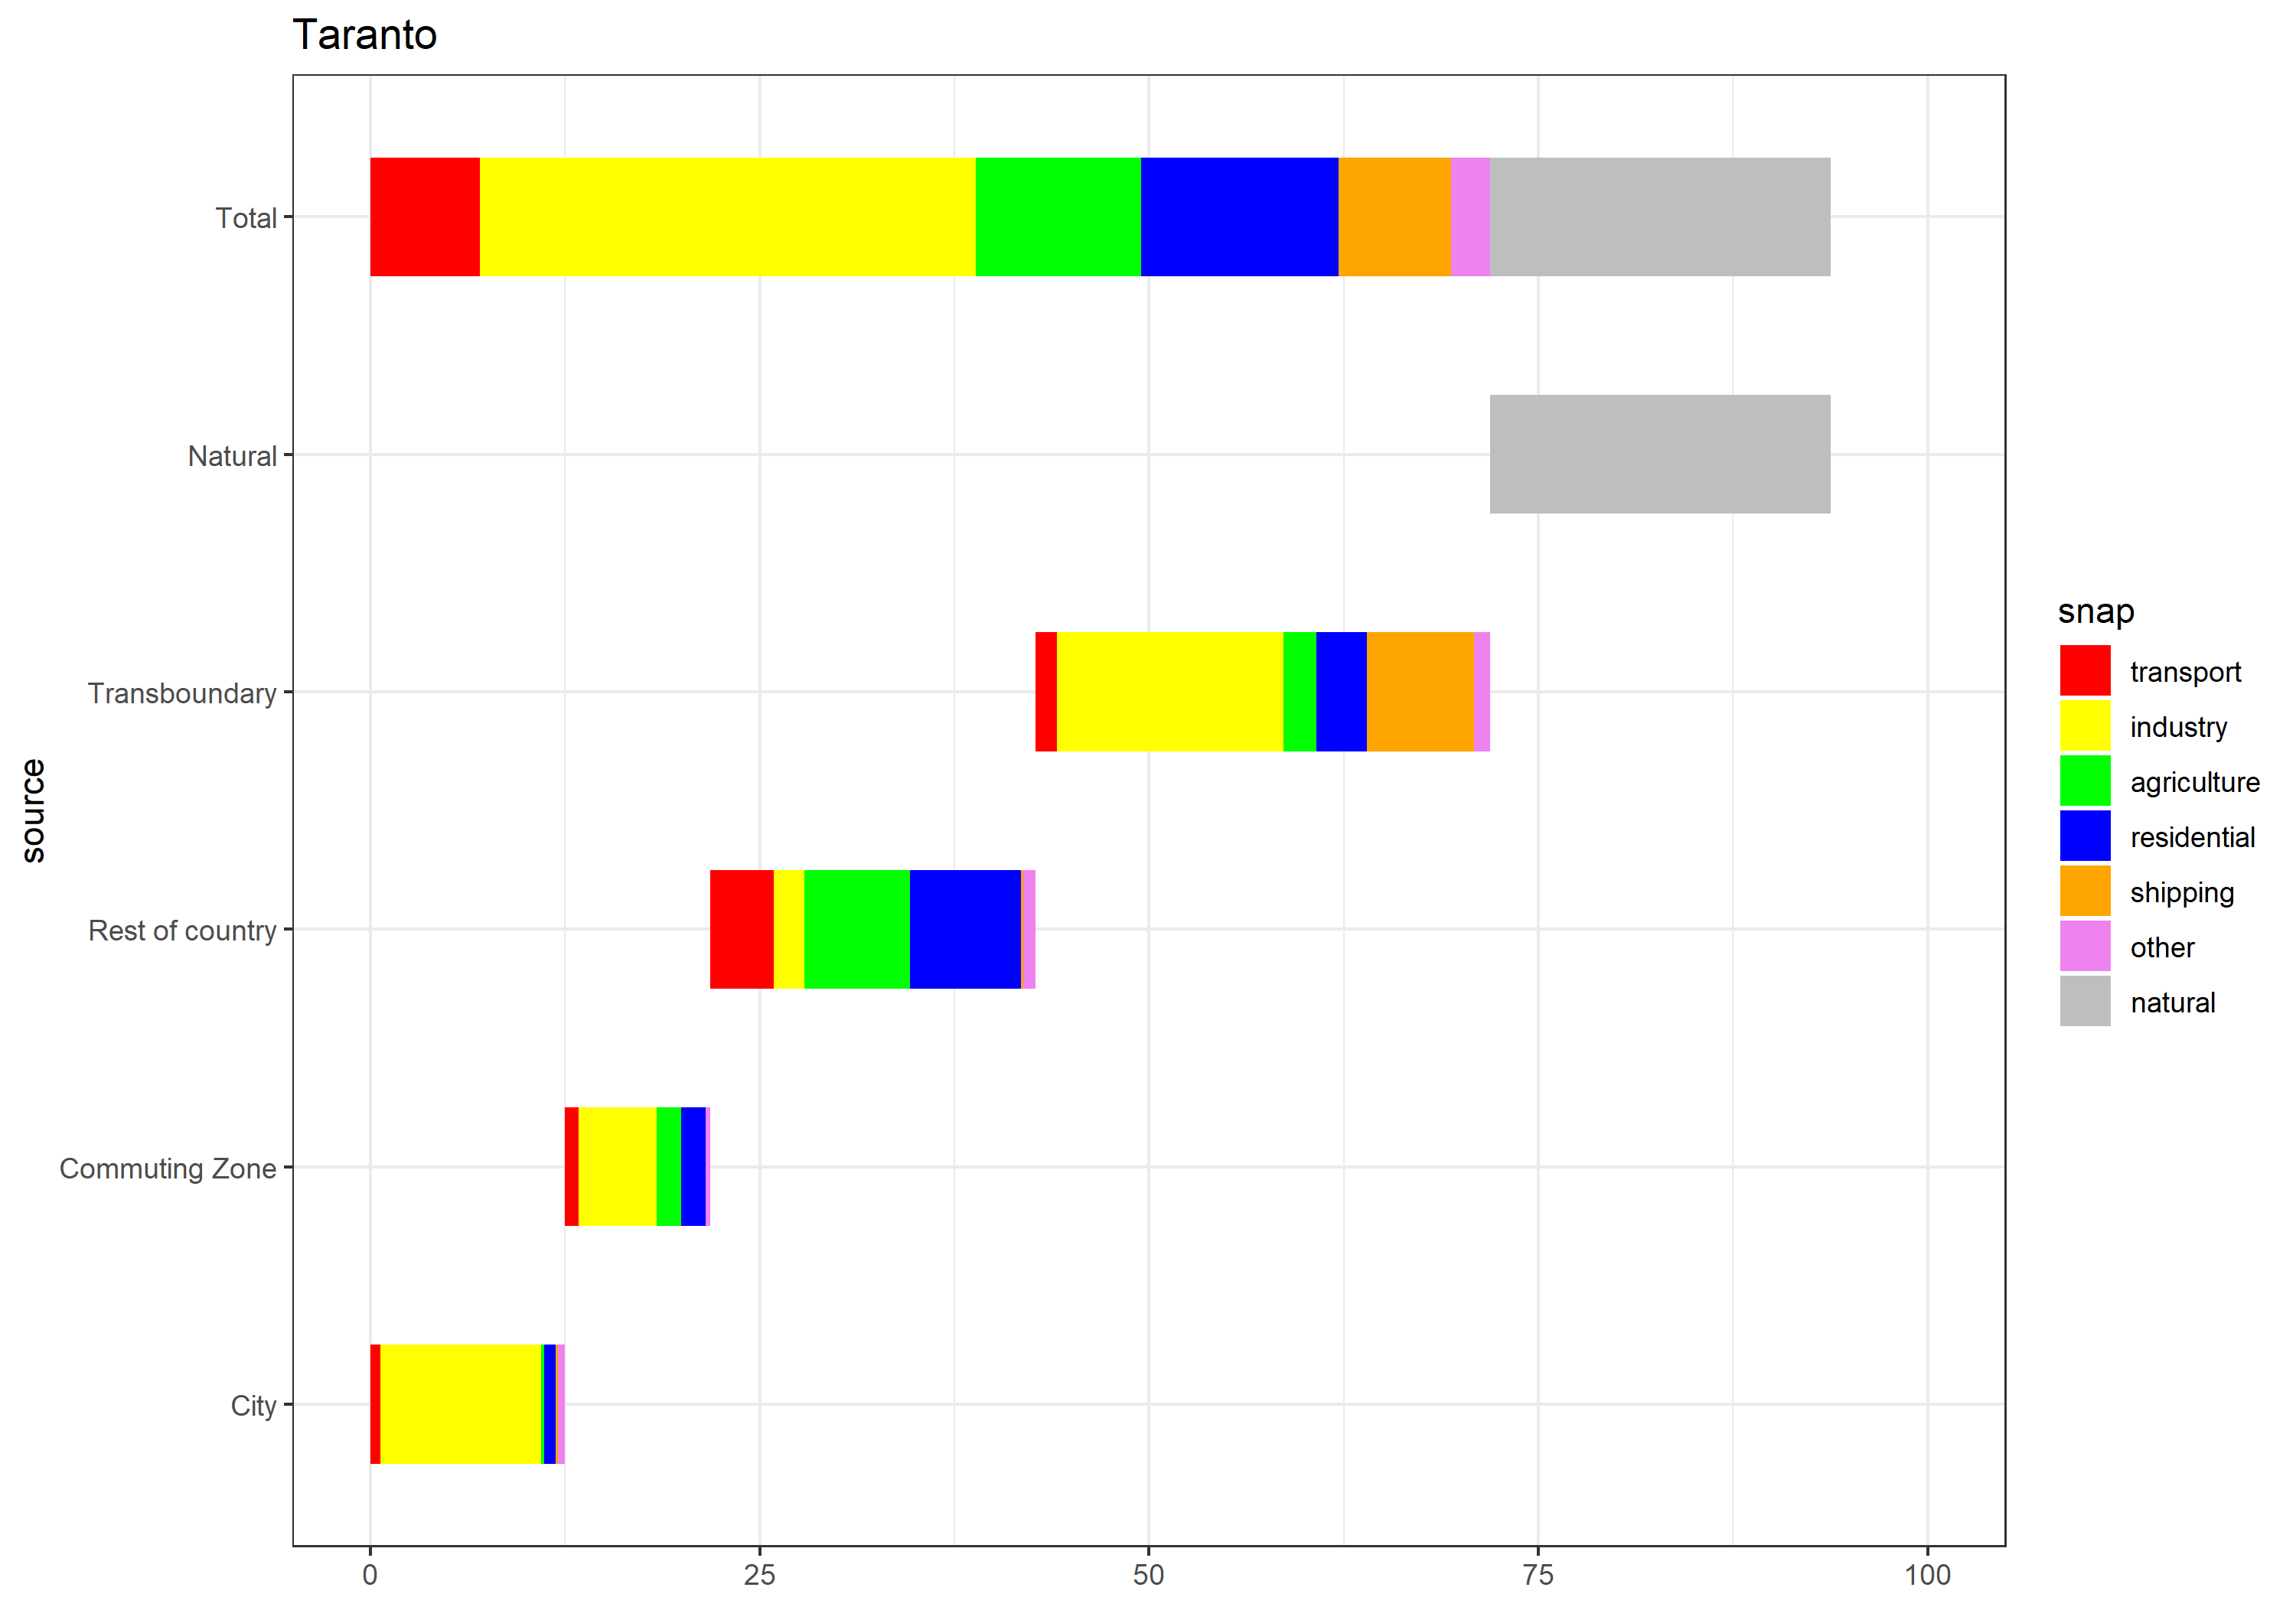 Taranto
Total
Natural
Transboundary
Rest of country
Commuting Zone
City
source
0 25 50 75 100
snap
transport
industry
agriculture
residential
shipping
other
natural